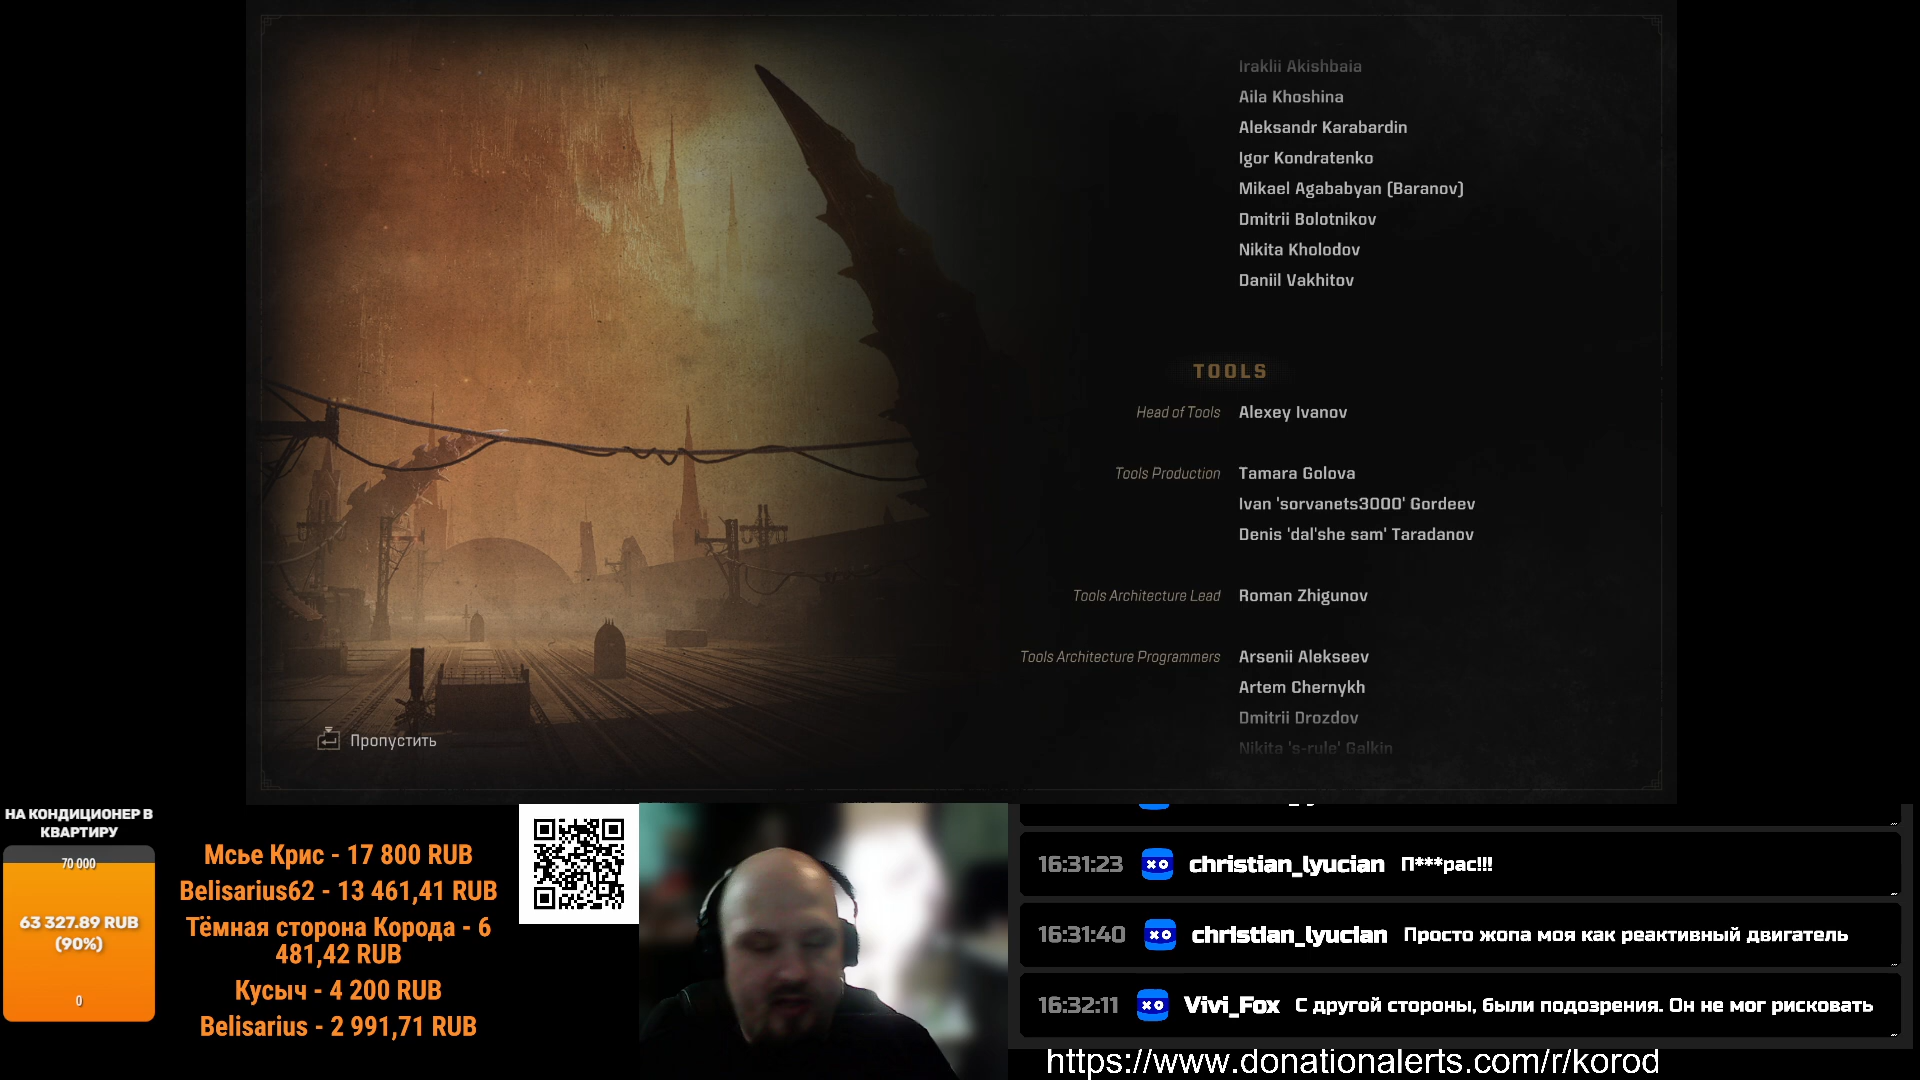 Iraklii Akishbaia
Aila Khoshina
Aleksandr Karabardin
Igor Kondratenko
Mikael Agababyan (Baranov)
Dmitrii Bolotnikov
Nikita Kholodov
Daniil Vakhitov
TOOLS
Head of Tools Alexey Ivanov
Tools Production Tamara Golova
Ivan 'sorvanets3000' Gordeev
Denis 'dal'she sam' Taradanov
Tools Architecture Lead Roman Zhigunov
Tools Architecture Programmers Arsenii Alekseev
Artem Chernykh
Dmitrii Drozdov
Nikita 's-rule' Galkin
Пропустить
НА КОНДИЦИОНЕР В
КВАРТИРУ
70 000
63 327.89 RUB
(90%)
0
Мсье Крис - 17 800 RUB
Belisarius62 - 13 461,41 RUB
Тёмная сторона Корода - 6
481,42 RUB
Кусыч - 4 200 RUB
Belisarius - 2 991,71 RUB
16:31:23 christian_lyucian П***рас!!!
16:31:40 christian_lyucian Просто жопа моя как реактивный двигатель
16:32:11 Vivi_Fox С другой стороны, были подозрения. Он не мог рисковать
https://www.donationalerts.com/r/korod